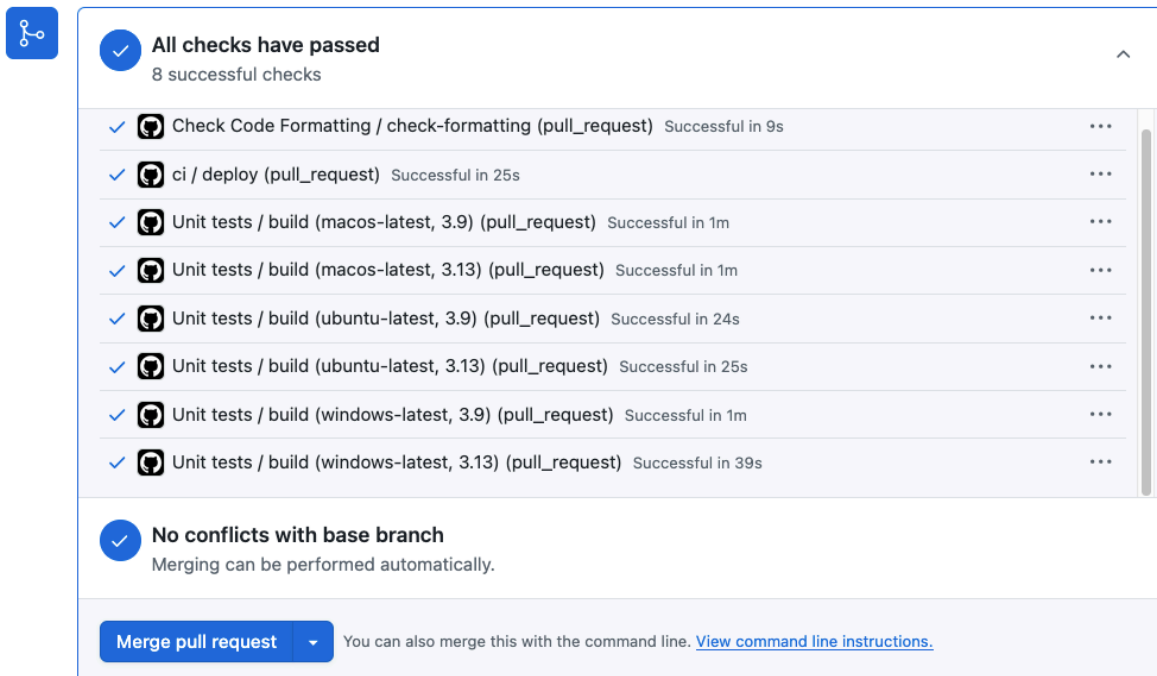 All checks have passed
8 successful checks
Check Code Formatting / check-formatting (pull_request) Successful in 9s
ci / deploy (pull_request) Successful in 25s
Unit tests / build (macos-latest, 3.9) (pull_request) Successful in 1m
Unit tests / build (macos-latest, 3.13) (pull_request) Successful in 1m
Unit tests / build (ubuntu-latest, 3.9) (pull_request) Successful in 24s
Unit tests / build (ubuntu-latest, 3.13) (pull_request) Successful in 25s
Unit tests / build (windows-latest, 3.9) (pull_request) Successful in 1m
Unit tests / build (windows-latest, 3.13) (pull_request) Successful in 39s
No conflicts with base branch
Merging can be performed automatically.
Merge pull request You can also merge this with the command line. View command line instructions.